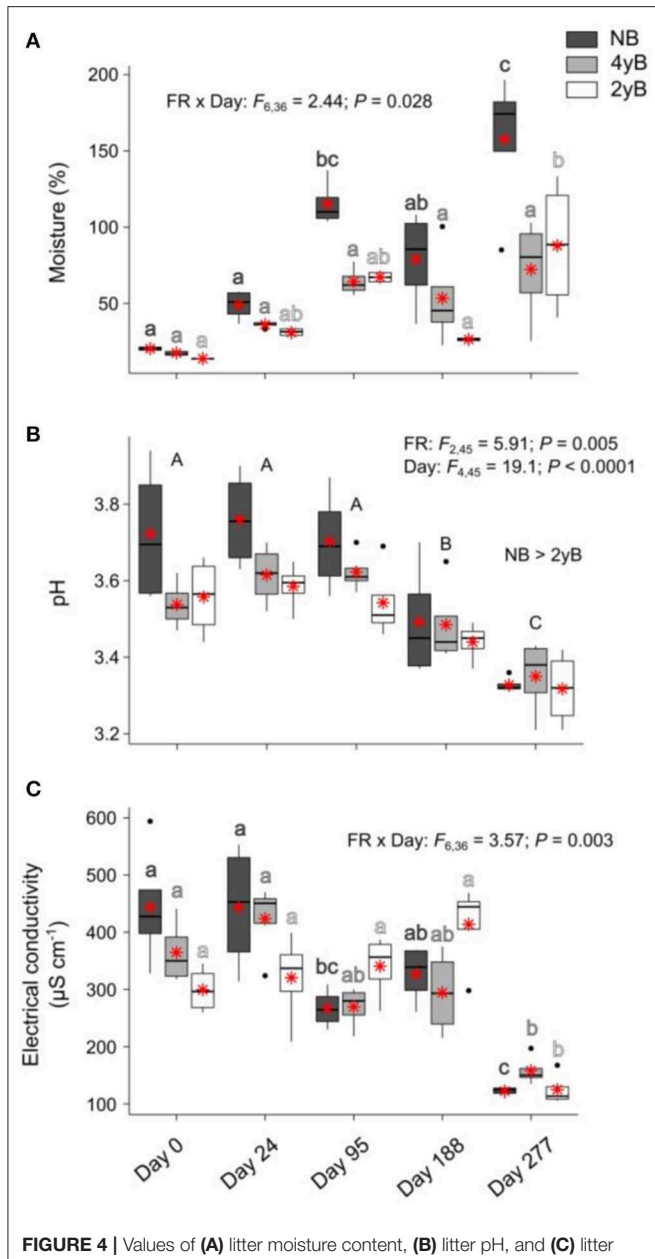 A
NB
4yB
2yB
FR x Day: F6,36 = 2.44; P = 0.028
Moisture (%)
200
150
100
50
a a a
a a ab
bc a ab
ab a a
c a b
B
FR: F2,45 = 5.91; P = 0.005
Day: F4,45 = 19.1; P < 0.0001
pH
3.8
3.6
3.4
3.2
A
A
A
B
NB > 2yB
C
C
FR x Day: F6,36 = 3.57; P = 0.003
Electrical conductivity
(µS cm⁻¹)
600
500
400
300
200
100
a a a
a a a
bc ab a
ab ab a
c b b
Day 0
Day 24
Day 95
Day 188
Day 277
FIGURE 4 | Values of (A) litter moisture content, (B) litter pH, and (C) litter